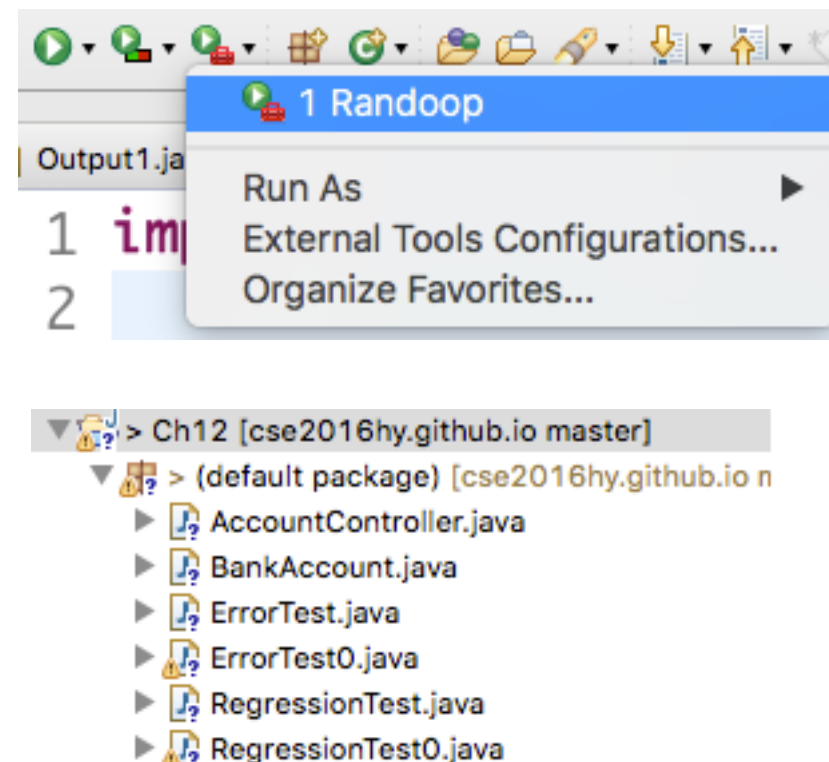 1 Randoop
Output1.ja
Run As
1 imp
External Tools Configurations...
2
Organize Favorites...
> Ch12 [cse2016hy.github.io master]
> (default package) [cse2016hy.github.io m
AccountController.java
BankAccount.java
ErrorTest.java
ErrorTest0.java
RegressionTest.java
RegressionTest0.java